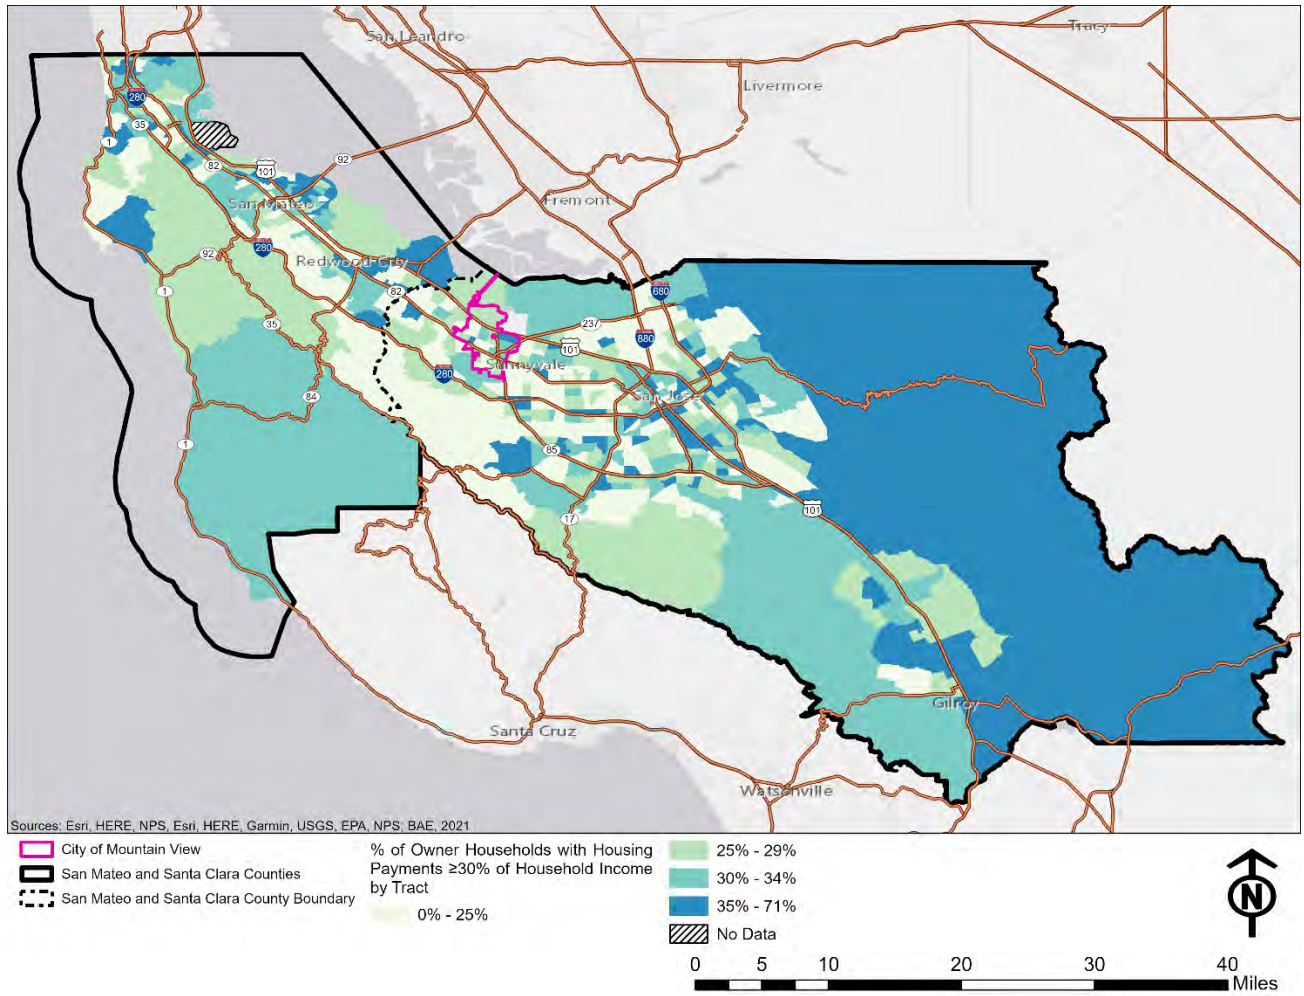 San Leandro
Tracy
Livermore
280
35
1
82
101
92
San Mateo
Fremont
92
280
Redwood City
1
82
35
680
237
880
101
Sunnyvale
280
San Jose
84
1
85
101
17
Gilroy
Santa Cruz
Watsonville
Sources: Esri, HERE, NPS, Esri, HERE, Garmin, USGS, EPA, NPS; BAE, 2021
City of Mountain View
San Mateo and Santa Clara Counties
San Mateo and Santa Clara County Boundary
% of Owner Households with Housing
Payments ≥30% of Household Income
by Tract
0% - 25%
25% - 29%
30% - 34%
35% - 71%
No Data
N
0 5 10 20 30 40
Miles